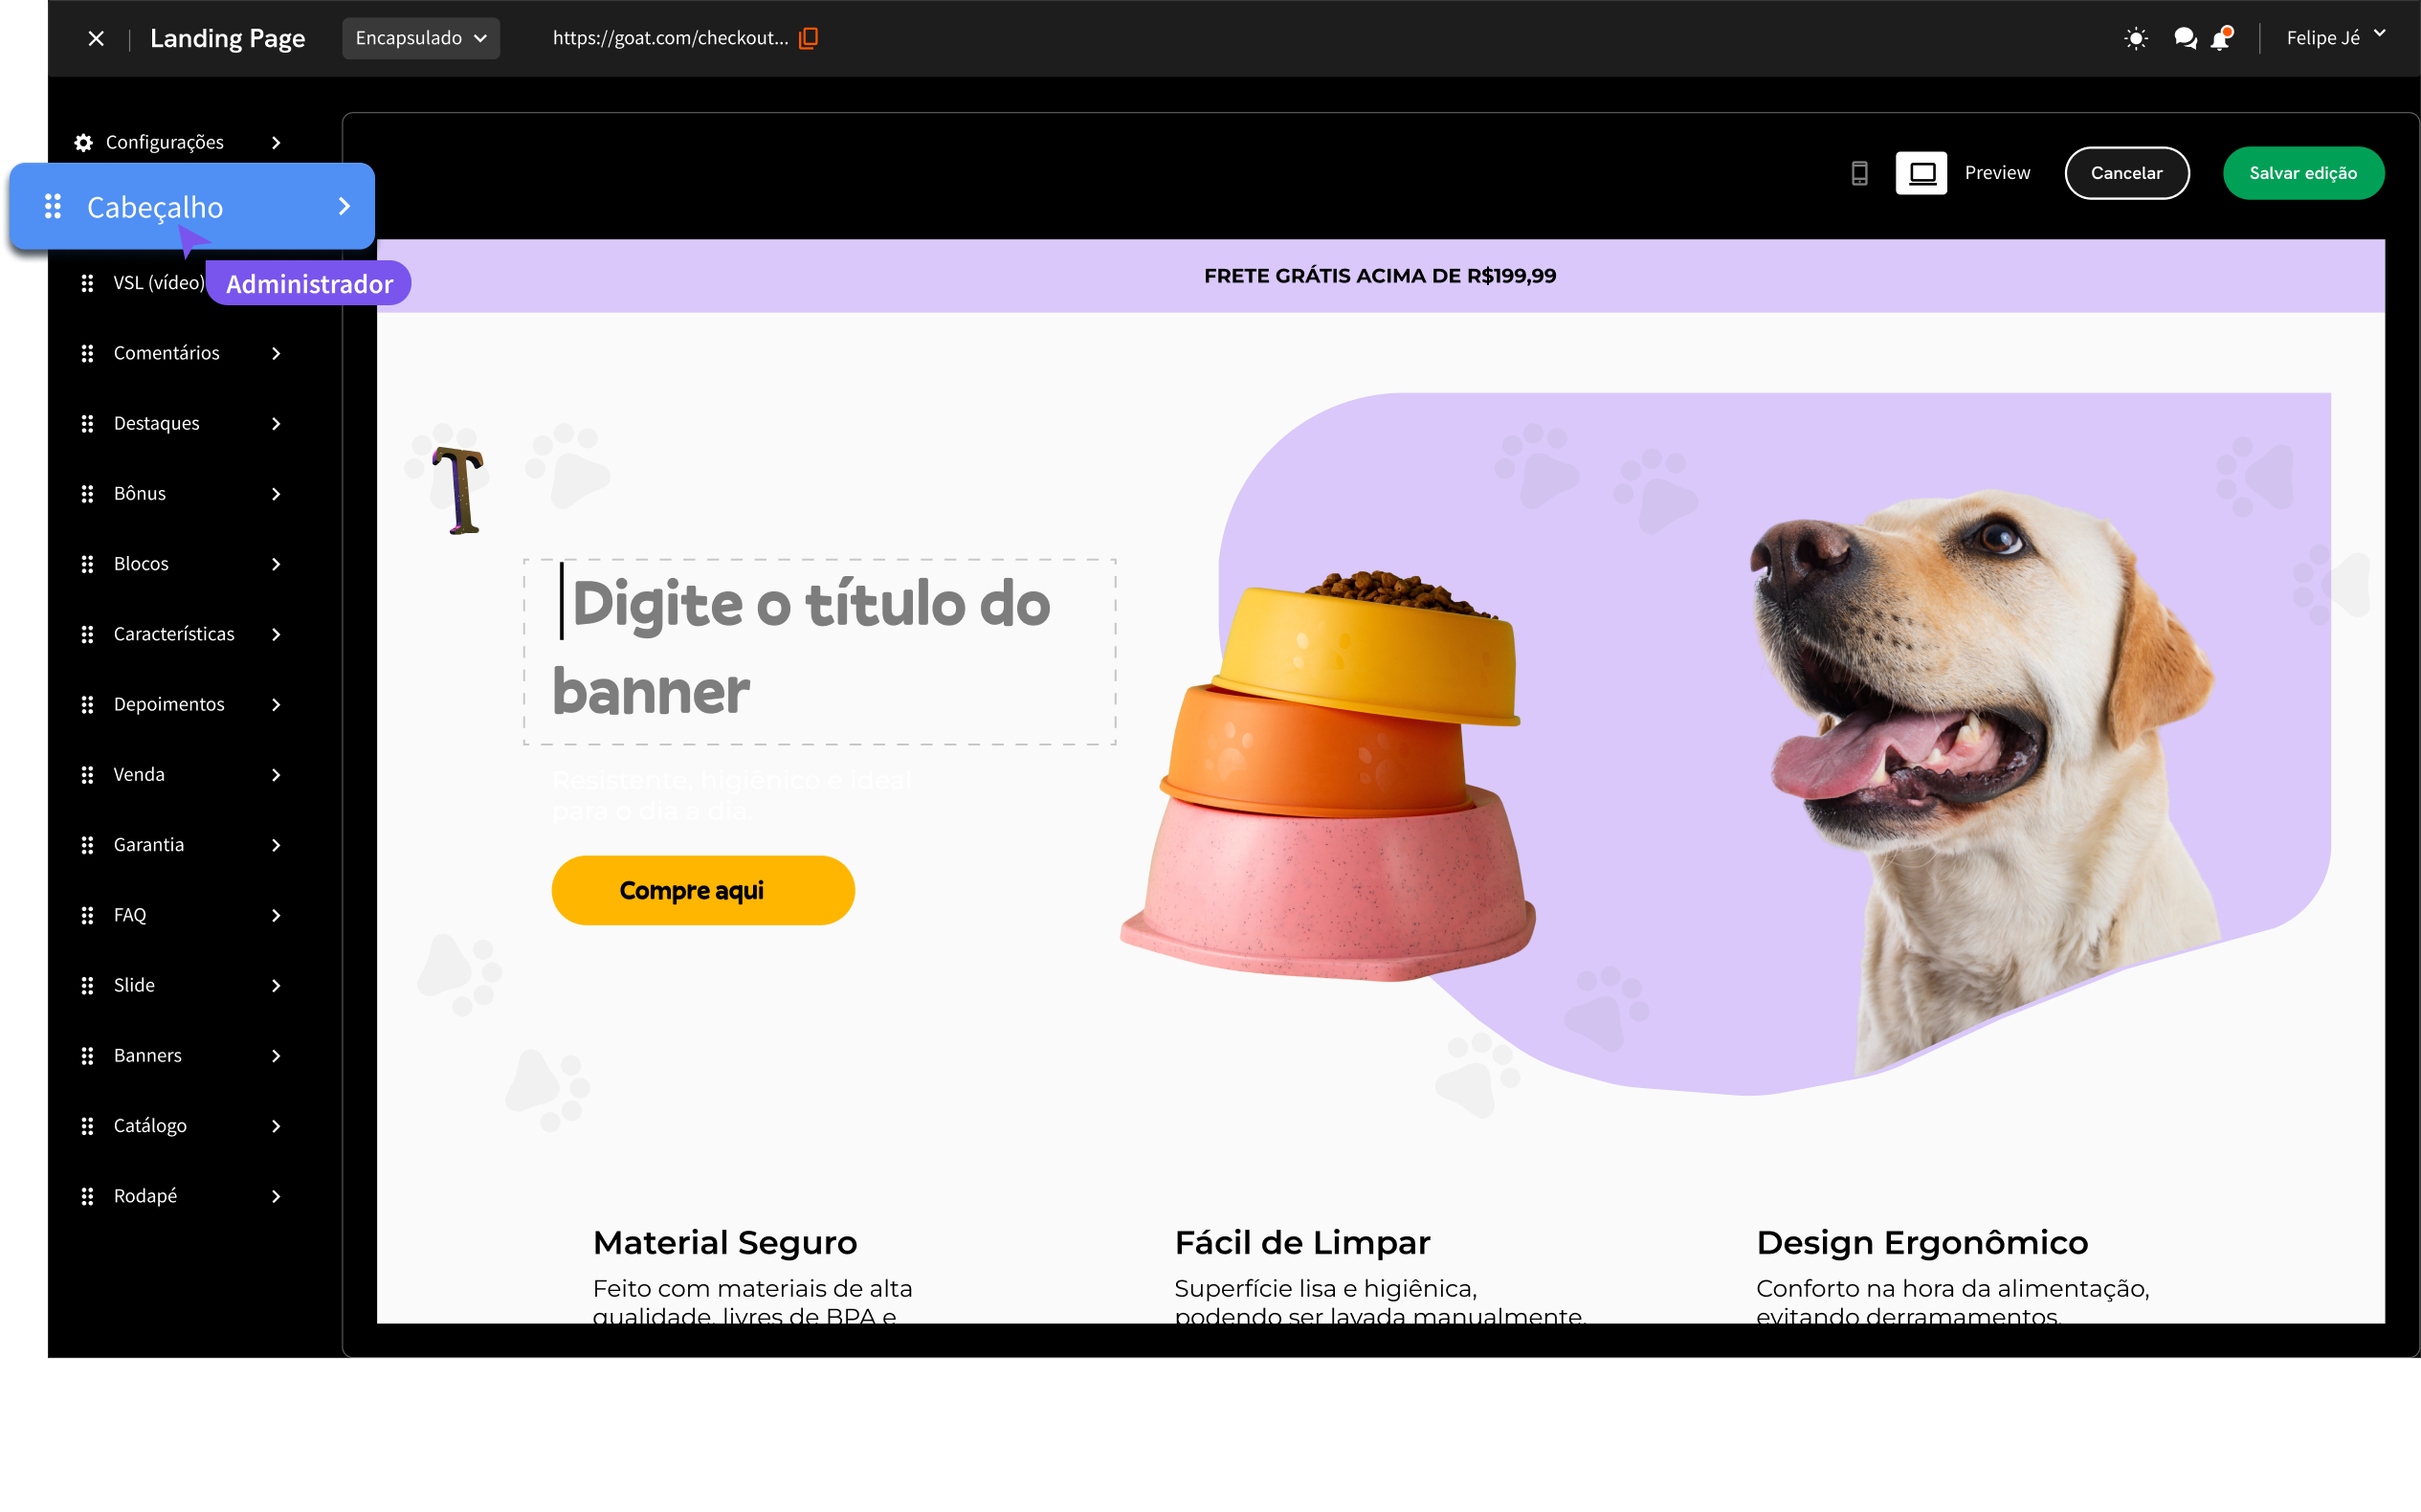 Landing Page
Encapsulado
https://goat.com/checkout...
Felipe Jé
Configurações
Cabeçalho
Administrador
VSL (vídeo)
Comentários
Destaques
Bônus
Blocos
Características
Depoimentos
Venda
Garantia
FAQ
Slide
Banners
Catálogo
Rodapé
Preview
Cancelar
Salvar edição
FRETE GRÁTIS ACIMA DE R$199,99
T
Digite o título do
banner
Resistente, higiênico e ideal
para o dia a dia.
Compre aqui
Material Seguro
Feito com materiais de alta
qualidade, livres de BPA e
Fácil de Limpar
Superfície lisa e higiênica,
podendo ser lavada manualmente.
Design Ergonômico
Conforto na hora da alimentação,
evitando derramamentos.